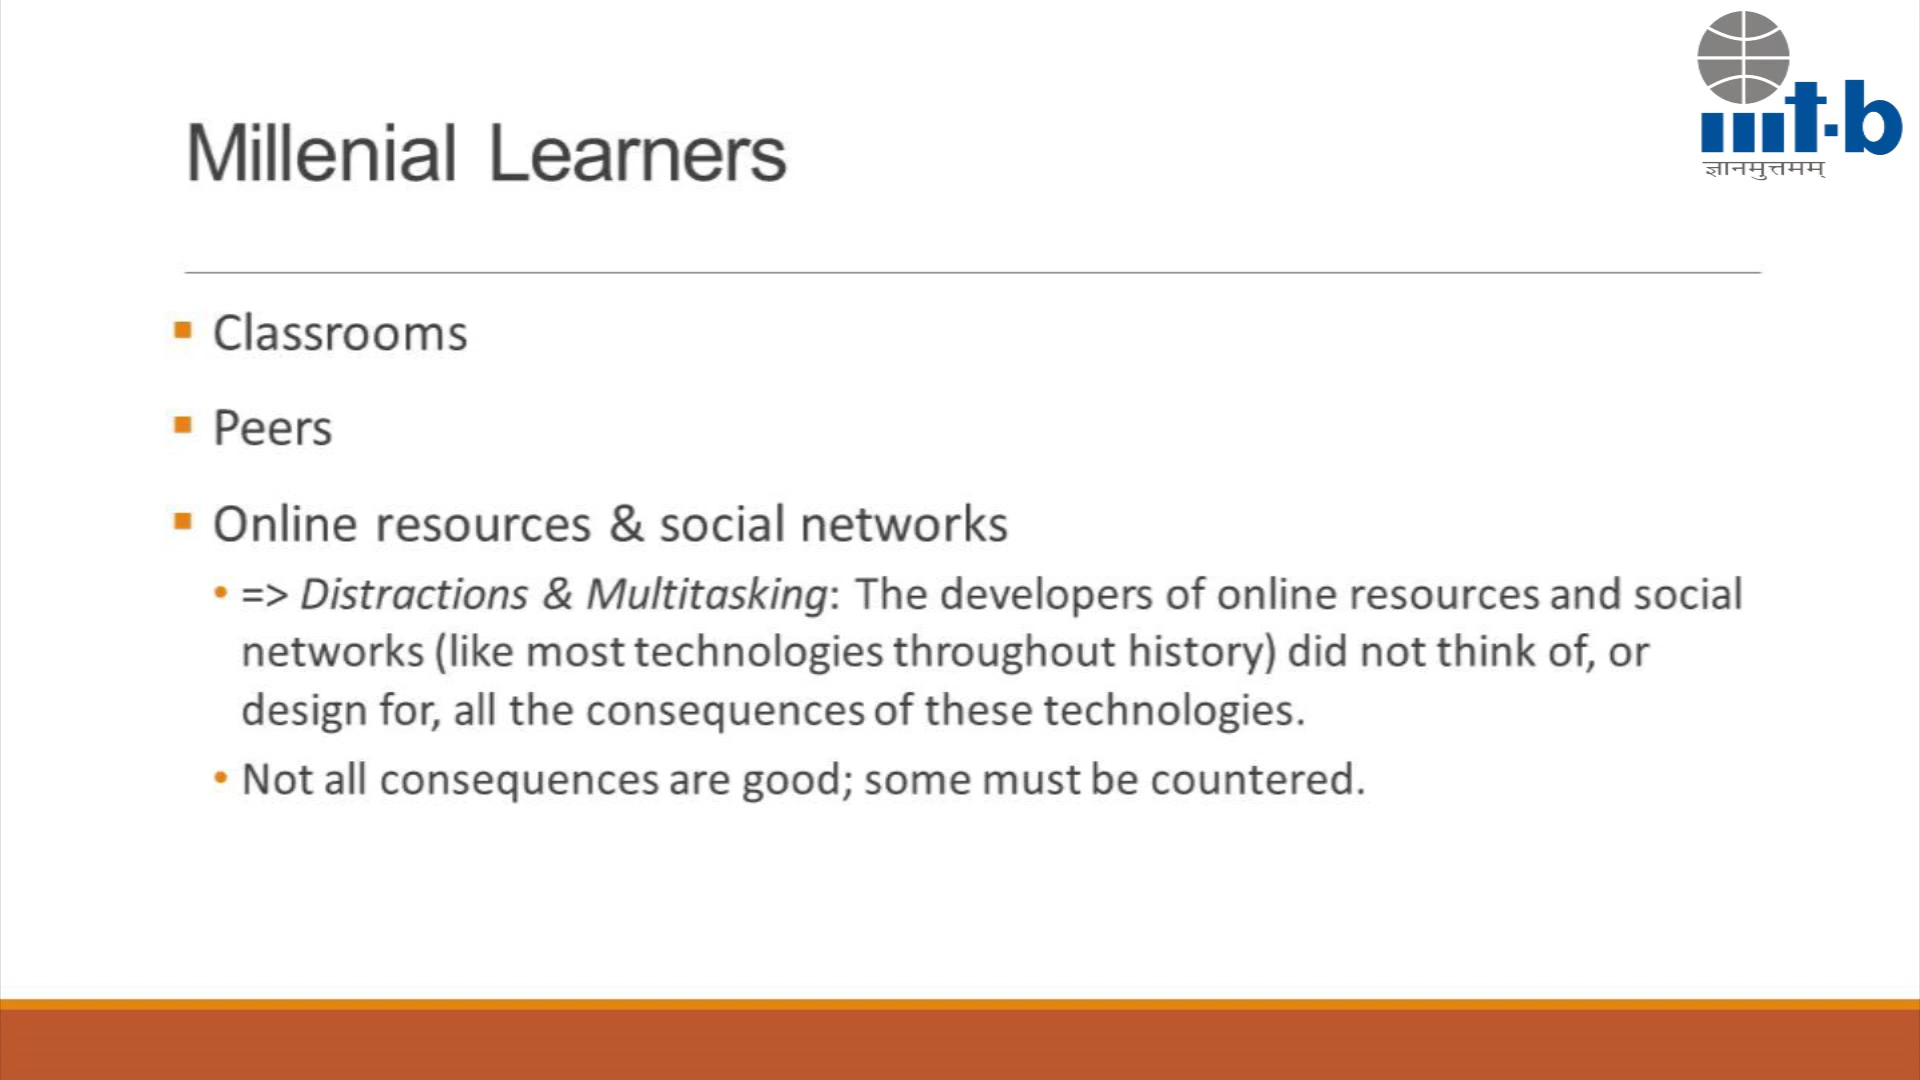 iiit-b
ज्ञानमुत्तमम्
Millenial Learners
Classrooms
Peers
Online resources & social networks
=> Distractions & Multitasking: The developers of online resources and social
networks (like most technologies throughout history) did not think of, or
design for, all the consequences of these technologies.
Not all consequences are good; some must be countered.